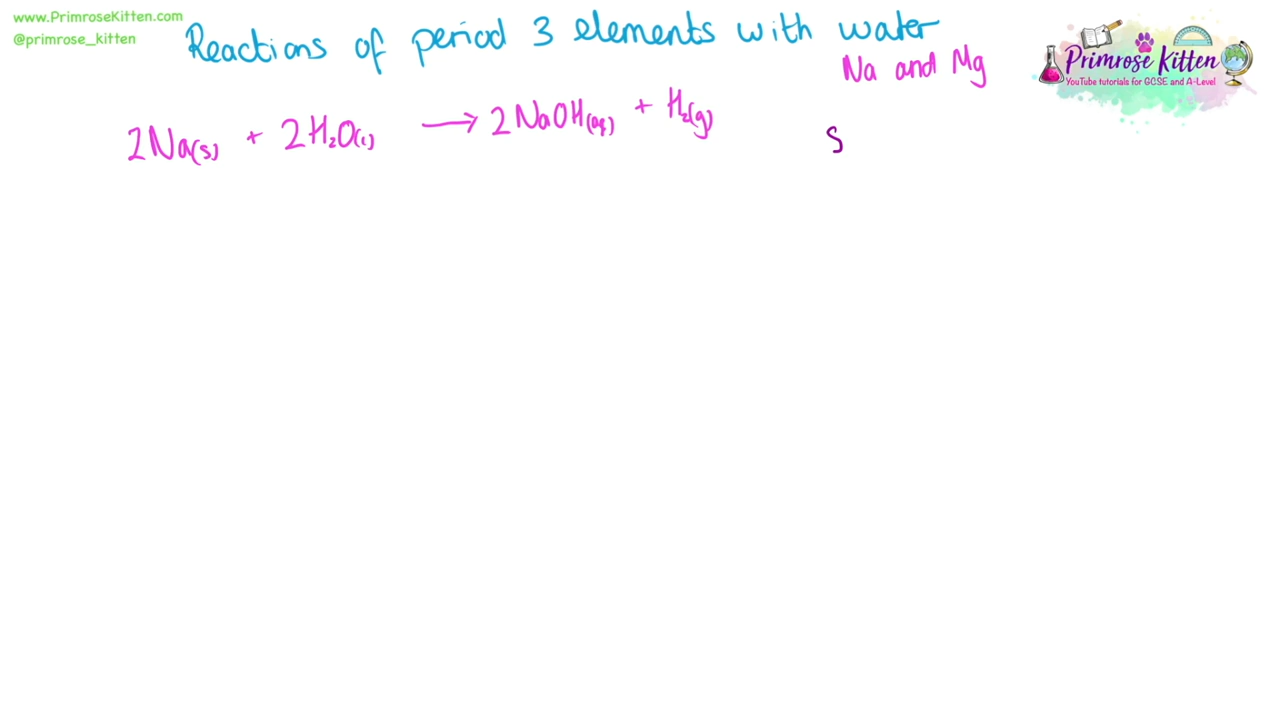 www.PrimroseKitten.com
@primrose_kitten
Reactions of period 3 elements with water
Na and Mg
Primrose Kitten
YouTube tutorials for GCSE and A-Level
2Na(s) + 2H₂O(l) → 2NaOH(aq) + H₂(g)
S